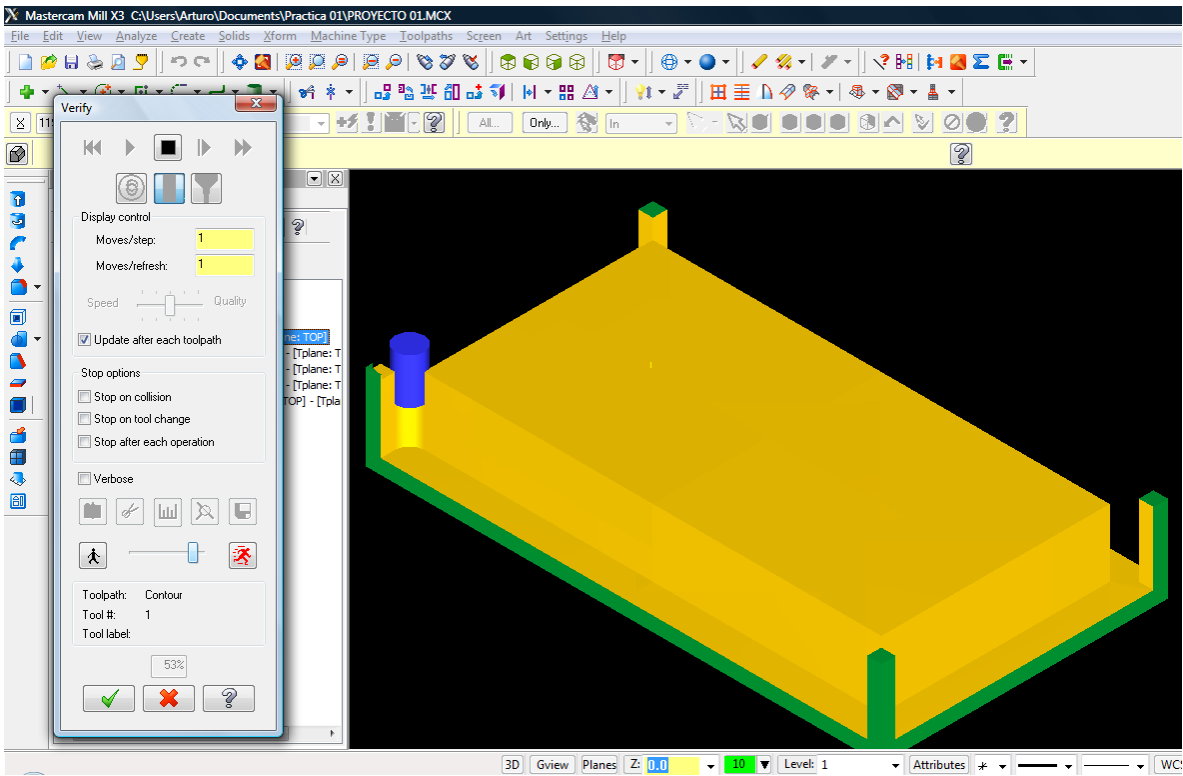 Mastercam Mill X3 C:\Users\Arturo\Documents\Practica 01\PROYECTO 01.MCX
File Edit View Analyze Create Solids Xform Machine Type Toolpaths Screen Art Settings Help
Verify
All... Only... In
Display control
Moves/step: 1
Moves/refresh: 1
Speed Quality
Update after each toolpath
ne: TOP]
- [Tplane: T
- [Tplane: T
- [Tplane: T
TOP] - [Tpla
Stop options
Stop on collision
Stop on tool change
Stop after each operation
Verbose
Toolpath: Contour
Tool #: 1
Tool label:
53%
3D Gview Planes Z: 0.0 10 Level: 1 Attributes WCS